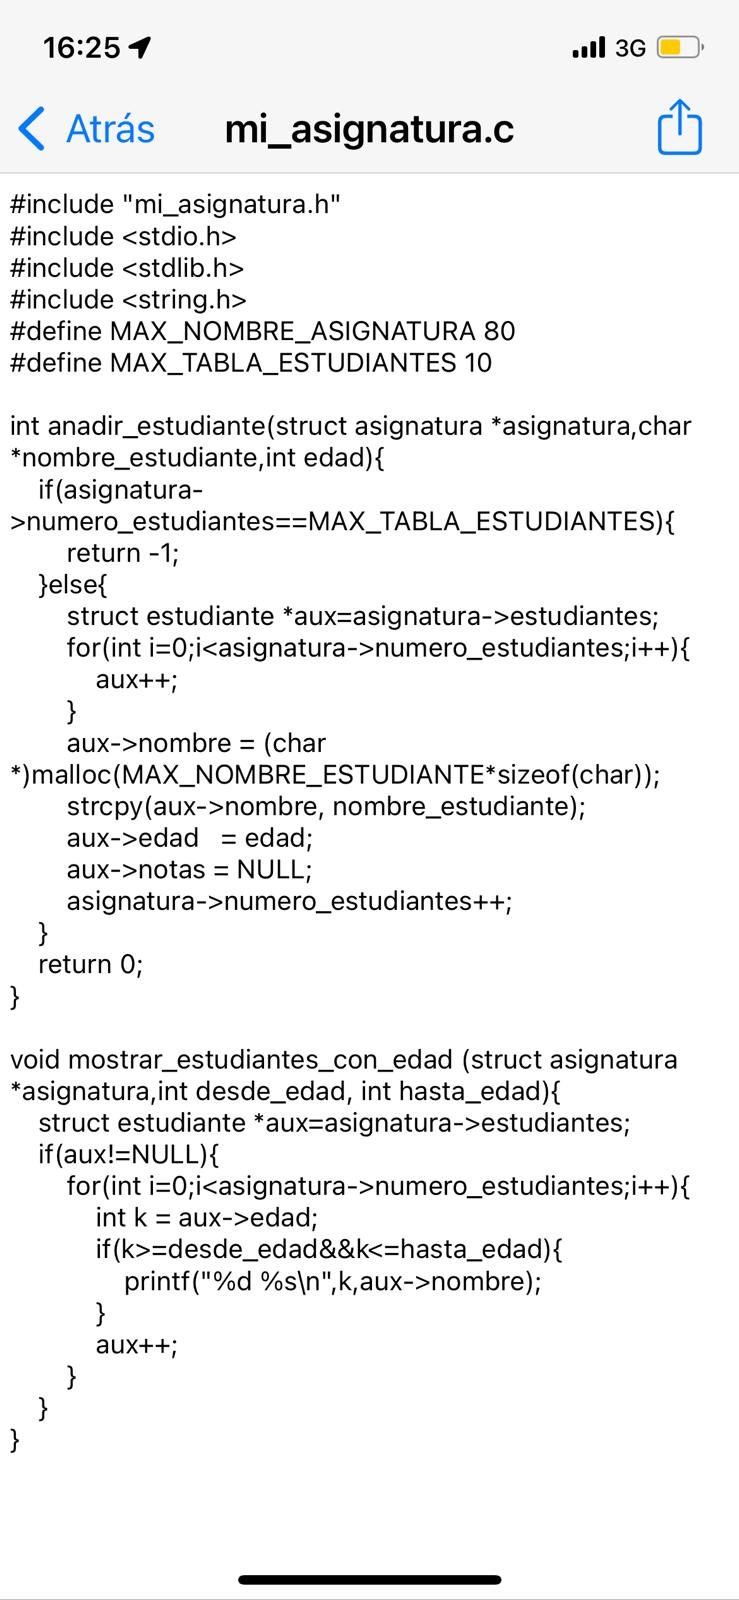 16:25
3G
Atrás
mi_asignatura.c
#include "mi_asignatura.h"
#include <stdio.h>
#include <stdlib.h>
#include <string.h>
#define MAX_NOMBRE_ASIGNATURA 80
#define MAX_TABLA_ESTUDIANTES 10
int anadir_estudiante(struct asignatura *asignatura,char
*nombre_estudiante,int edad){
if(asignatura-
>numero_estudiantes==MAX_TABLA_ESTUDIANTES){
return -1;
}else{
struct estudiante *aux=asignatura->estudiantes;
for(int i=0;i<asignatura->numero_estudiantes;i++){
aux++;
}
aux->nombre = (char
*)malloc(MAX_NOMBRE_ESTUDIANTE*sizeof(char));
strcpy(aux->nombre, nombre_estudiante);
aux->edad   = edad;
aux->notas = NULL;
asignatura->numero_estudiantes++;
}
return 0;
}
void mostrar_estudiantes_con_edad (struct asignatura
*asignatura,int desde_edad, int hasta_edad){
struct estudiante *aux=asignatura->estudiantes;
if(aux!=NULL){
for(int i=0;i<asignatura->numero_estudiantes;i++){
int k = aux->edad;
if(k>=desde_edad&&k<=hasta_edad){
printf("%d %s\n",k,aux->nombre);
}
aux++;
}
}
}